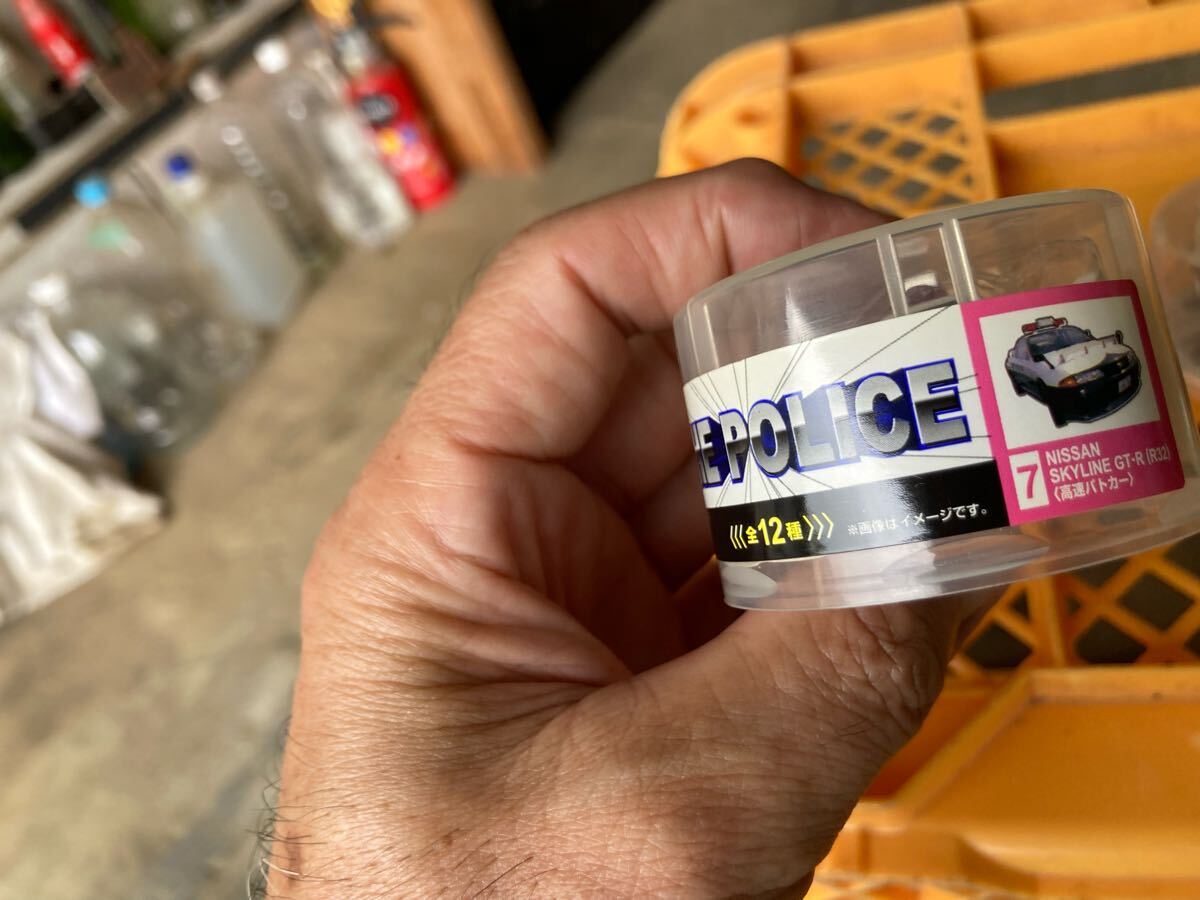 HE POLICE
全12種
※画像はイメージです。
7
NISSAN
SKYLINE GT-R(R32)
〈高速パトカー〉